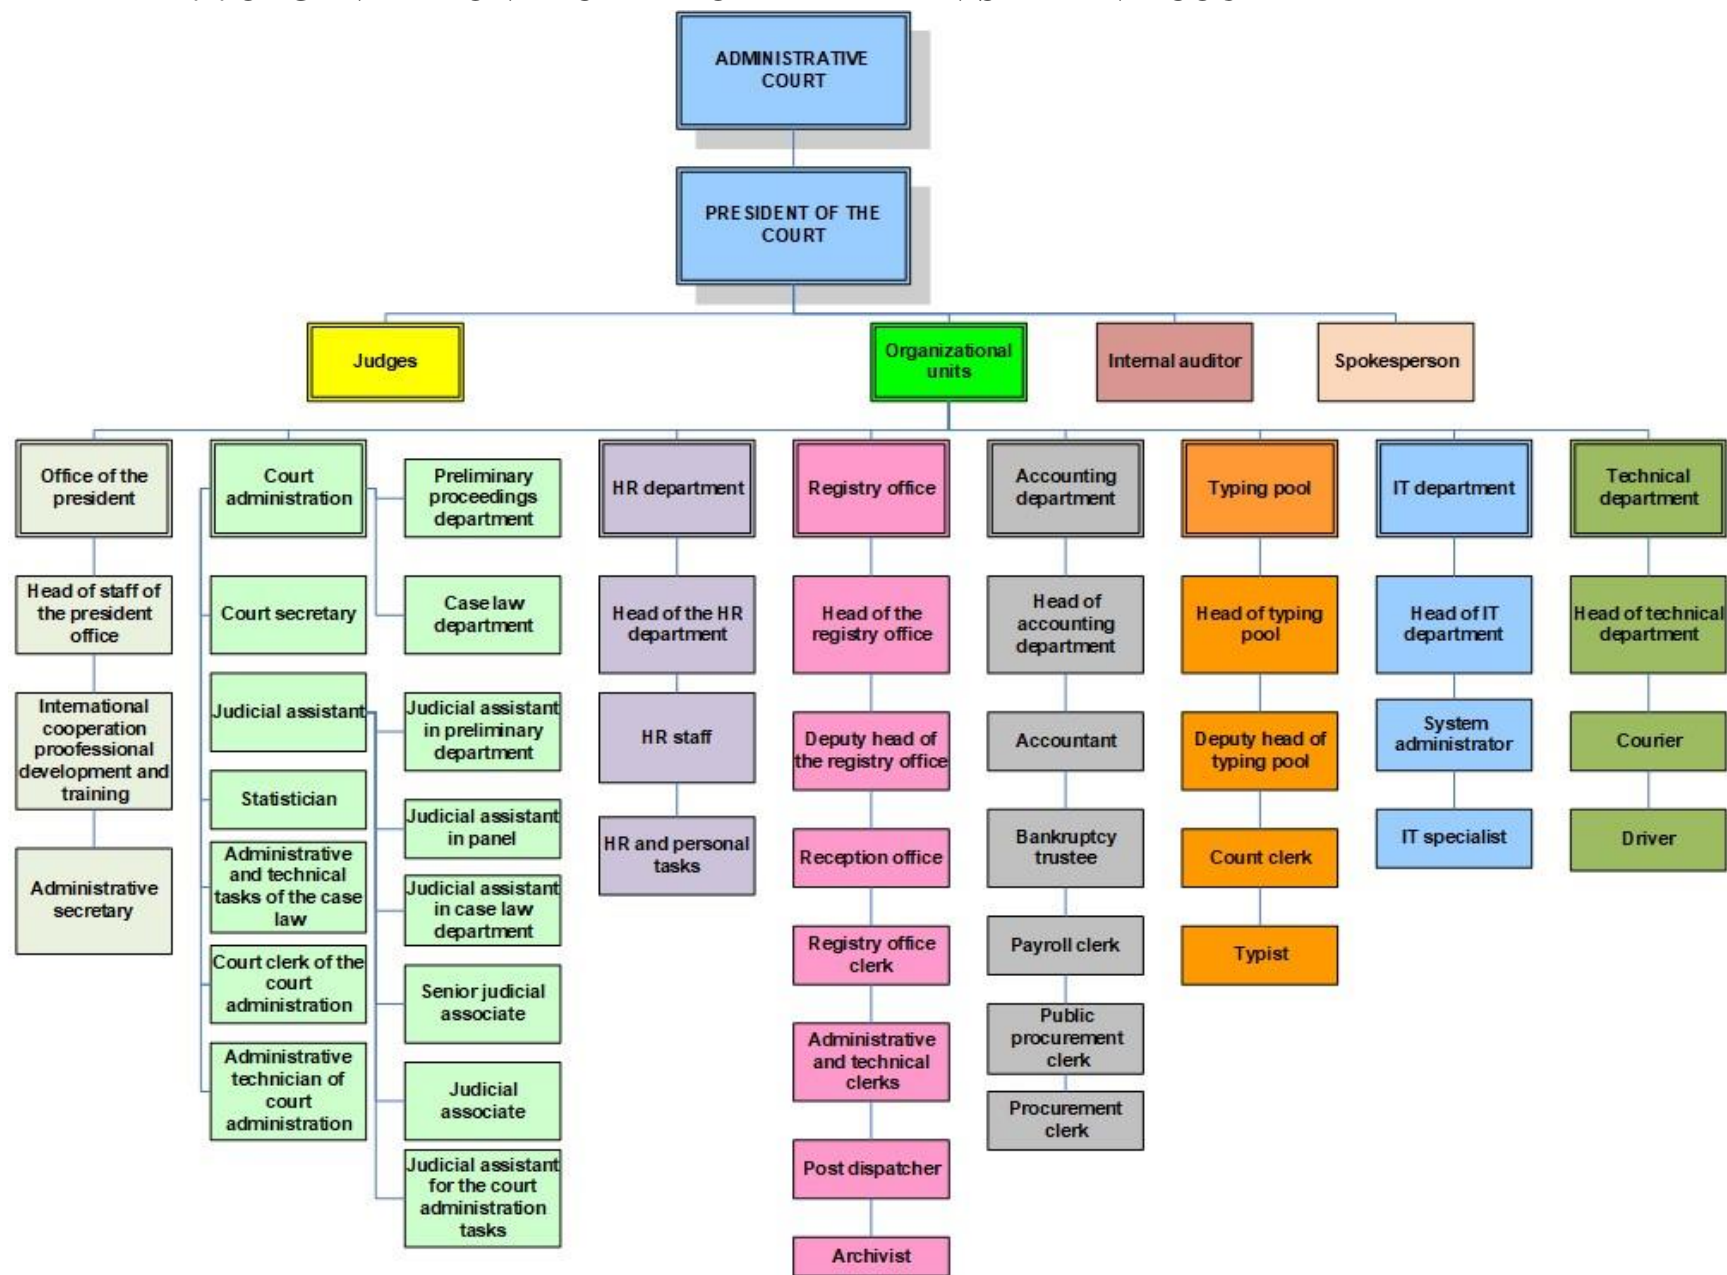 ADMINISTRATIVE
COURT
PRESIDENT OF THE
COURT
Judges
Organizational
units
Internal auditor
Spokesperson
Office of the
president
Court
administration
Preliminary
proceedings
department
HR department
Registry office
Accounting
department
Typing pool
IT department
Technical
department
Head of staff of
the president
office
Court secretary
Case law
department
Head of the HR
department
Head of the
registry office
Head of
accounting
department
Head of typing
pool
Head of IT
department
Head of technical
department
International
cooperation
proofessional
development and
training
Judicial assistant
Judicial assistant
in preliminary
department
HR staff
Deputy head of
the registry office
Accountant
Deputy head of
typing pool
System
administrator
Courier
Statistician
Judicial assistant
in panel
HR and personal
tasks
Reception office
Bankruptcy
trustee
Count clerk
IT specialist
Driver
Administrative
secretary
Administrative
and technical
tasks of the case
law
Judicial assistant
in case law
department
Registry office
clerk
Payroll clerk
Typist
Court clerk of the
court
administration
Senior judicial
associate
Administrative
and technical
clerks
Public
procurement
clerk
Administrative
technician of
court
administration
Judicial
associate
Procurement
clerk
Judicial assistant
for the court
administration
tasks
Post dispatcher
Archivist